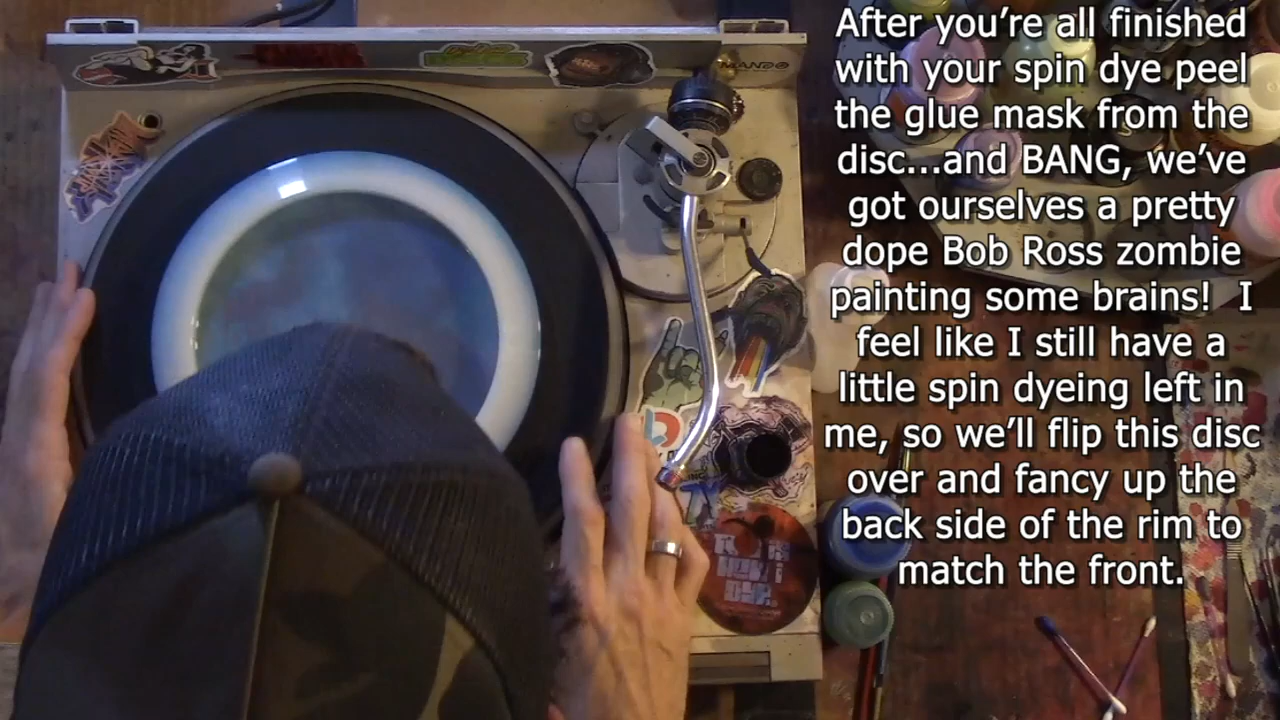 After you’re all finished
with your spin dye peel
the glue mask from the
disc...and BANG, we’ve
got ourselves a pretty
dope Bob Ross zombie
painting some brains!  I
feel like I still have a
little spin dyeing left in
me, so we’ll flip this disc
over and fancy up the
back side of the rim to
match the front.
MANDO